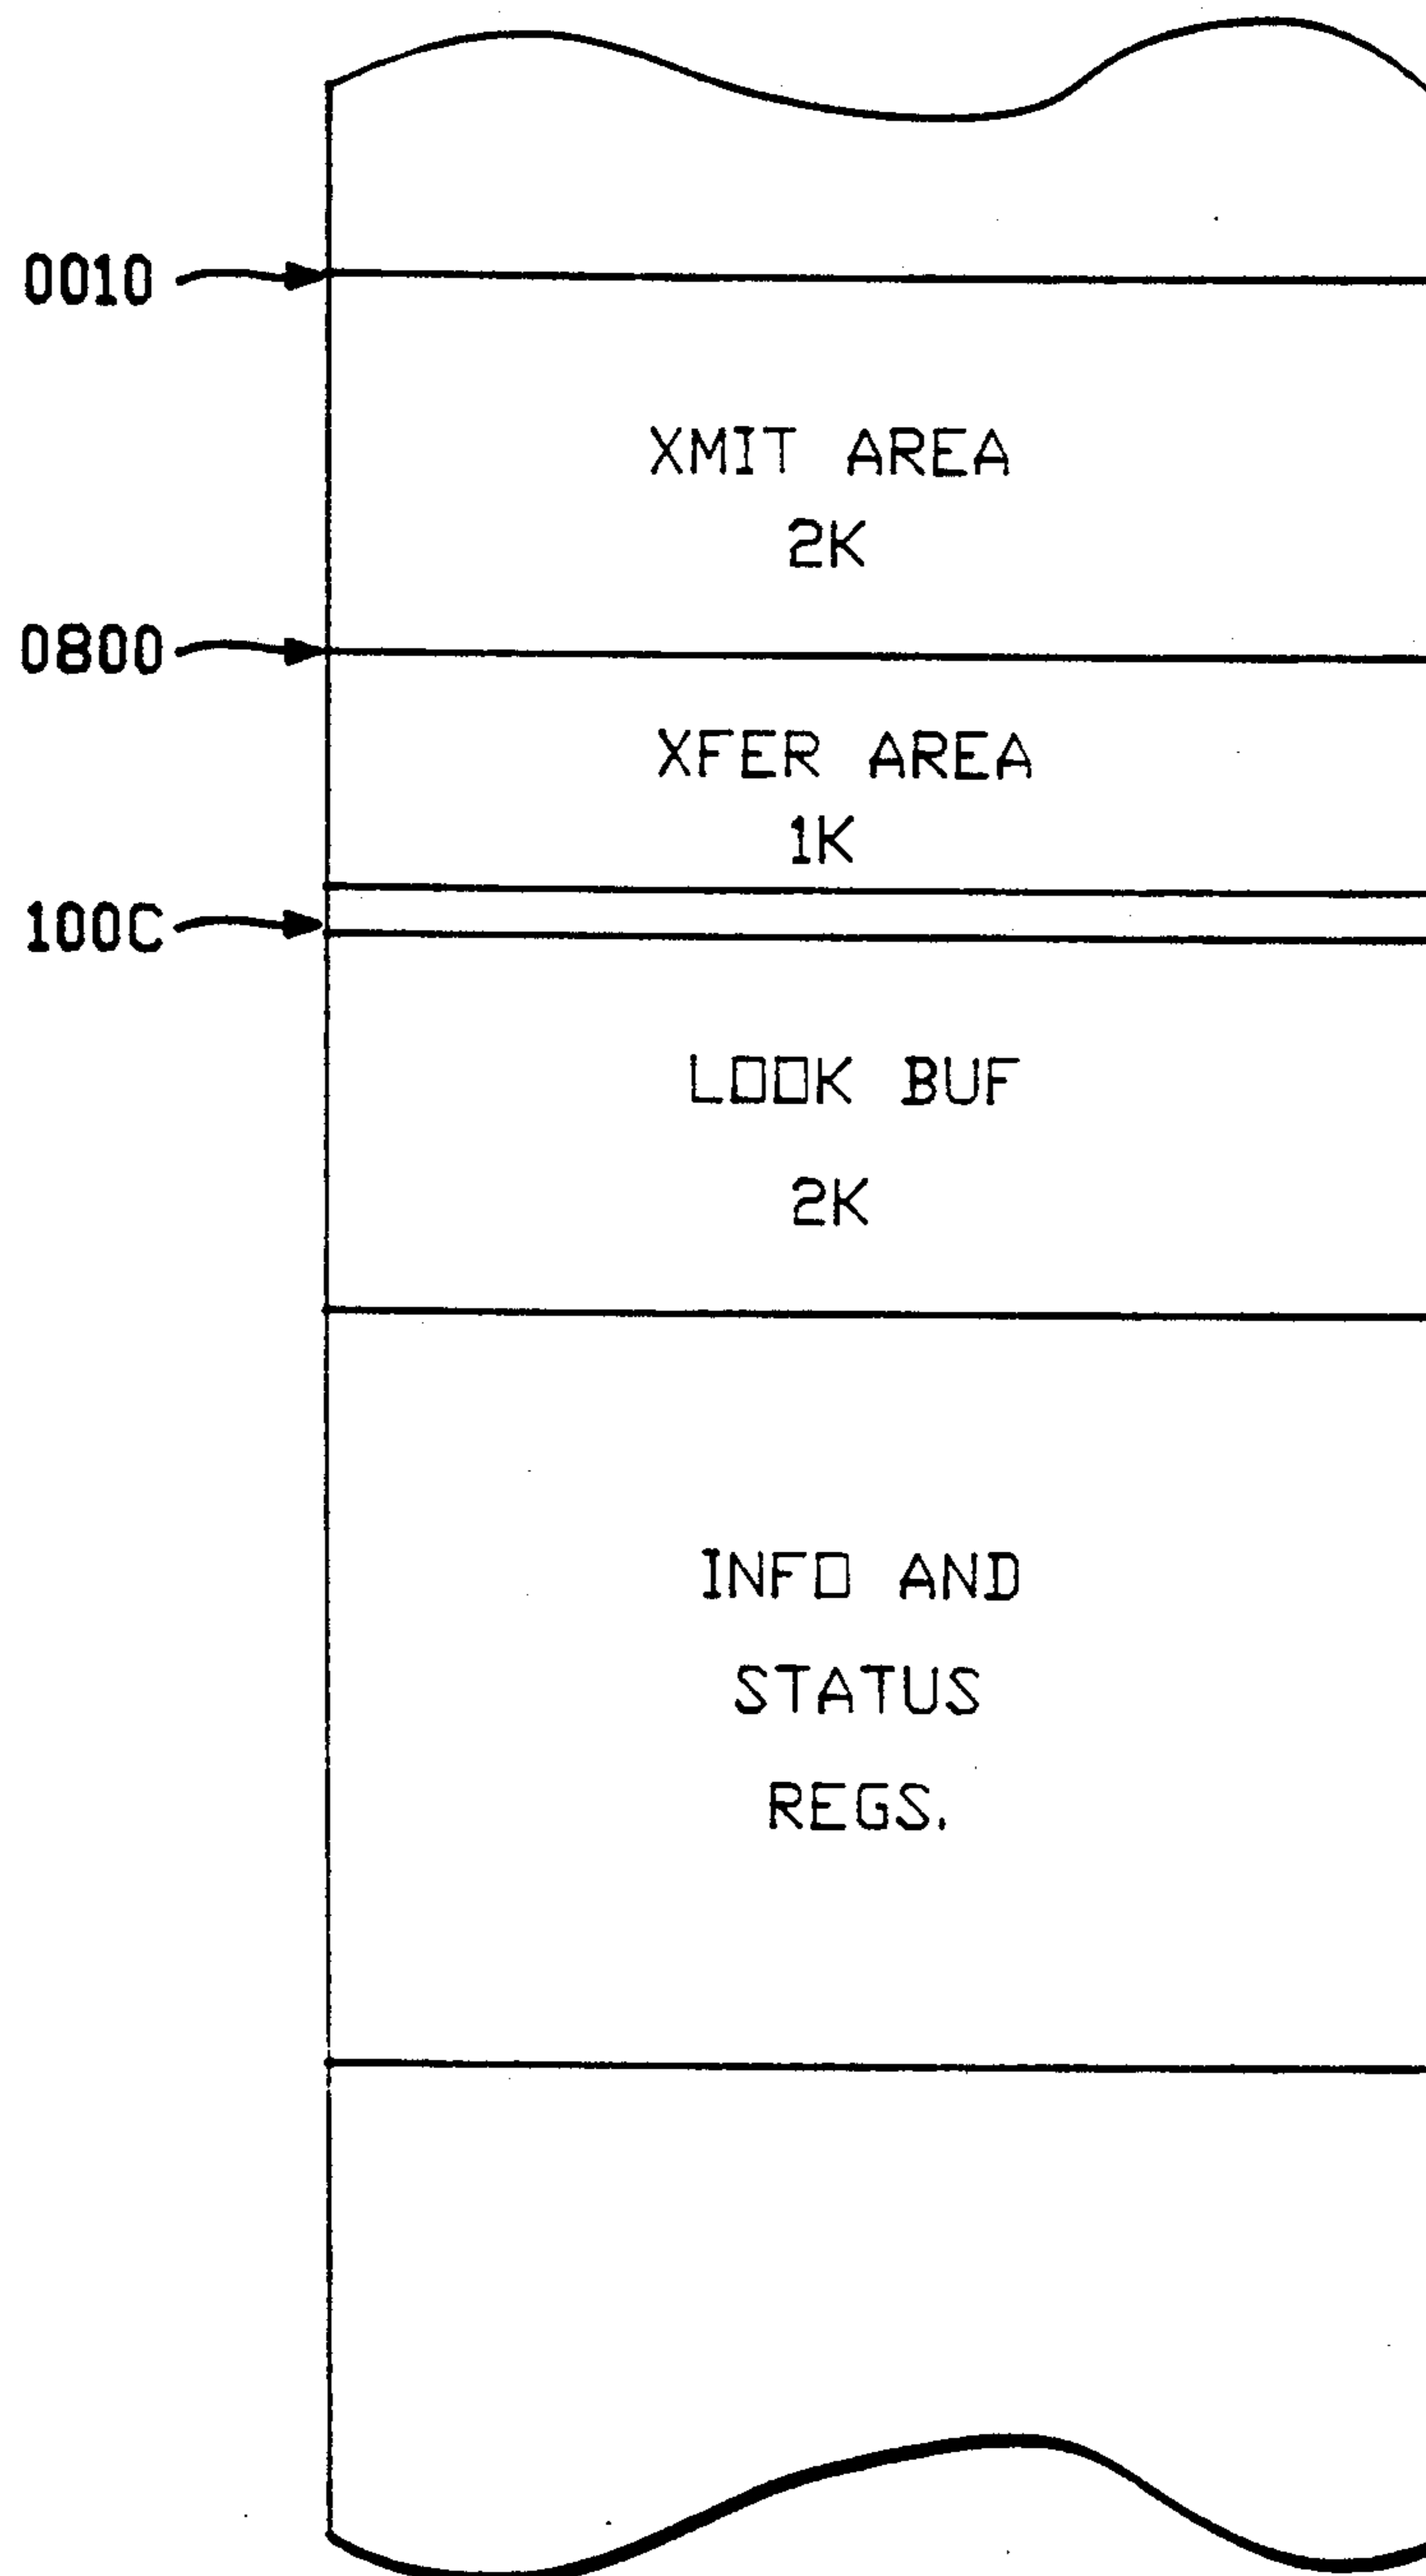 0010
XMIT AREA
2K
0800
XFER AREA
1K
100C
LOOK BUF
2K
INFO AND
STATUS
REGS.